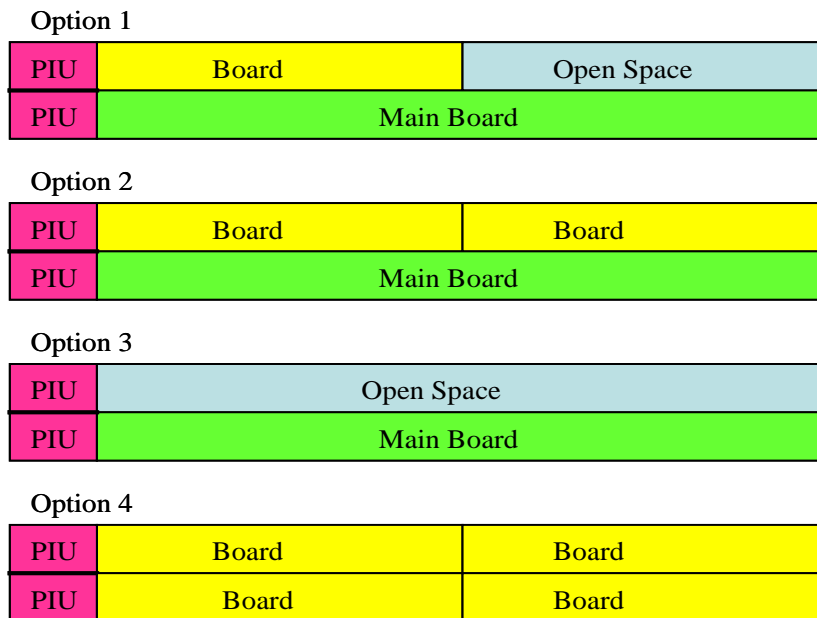 Option 1
PIU Board Open Space
PIU Main Board
Option 2
PIU Board Board
PIU Main Board
Option 3
PIU Open Space
PIU Main Board
Option 4
PIU Board Board
PIU Board Board